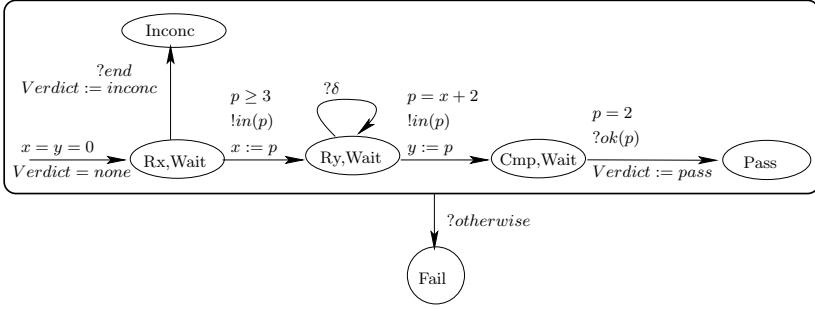 Inconc
?end
Verdict := inconc
p ≥ 3
!in(p)
x := p
?δ
p = x + 2
!in(p)
y := p
p = 2
?ok(p)
Verdict := pass
x = y = 0
Verdict = none
Rx,Wait
Ry,Wait
Cmp,Wait
Pass
?otherwise
Fail